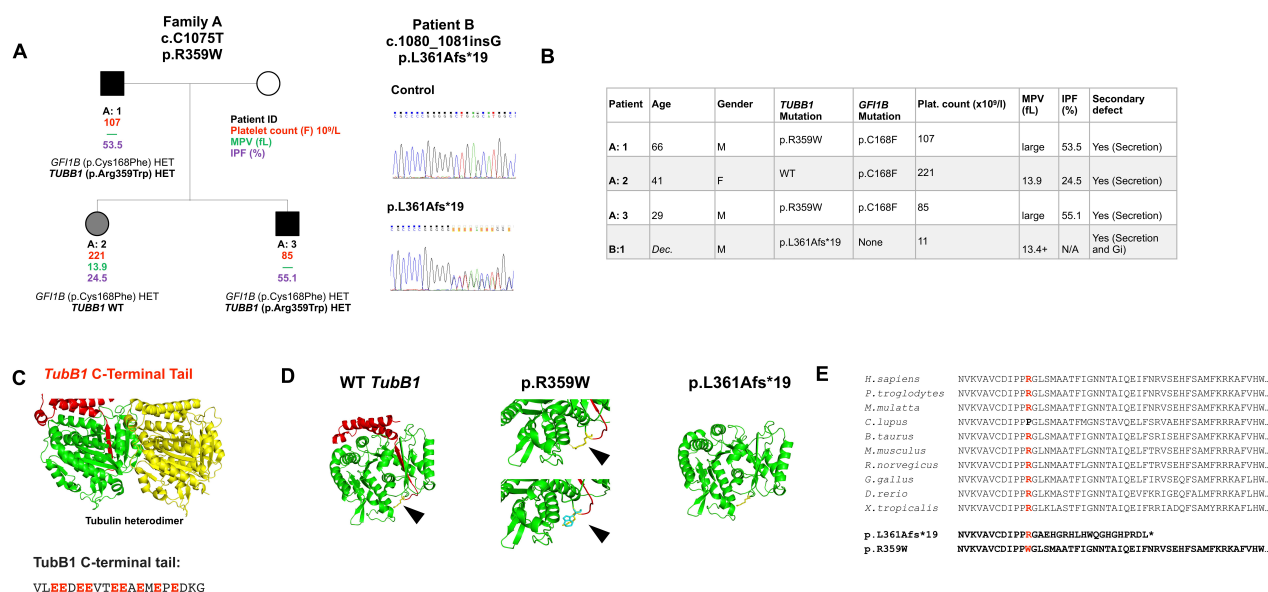 A
Family A
c.C1075T
p.R359W
A: 1
107
—
53.5
GFI1B (p.Cys168Phe) HET
TUBB1 (p.Arg359Trp) HET
Patient ID
Platelet count (F) 10⁹/L
MPV (fL)
IPF (%)
A: 2
221
13.9
24.5
GFI1B (p.Cys168Phe) HET
TUBB1 WT
A: 3
85
—
55.1
GFI1B (p.Cys168Phe) HET
TUBB1 (p.Arg359Trp) HET
Patient B
c.1080_1081insG
p.L361Afs*19
Control
p.L361Afs*19
B
Patient Age Gender TUBB1 Mutation GFI1B Mutation Plat. count (x10⁹/l) MPV (fL) IPF (%) Secondary defect
A: 1 66 M p.R359W p.C168F 107 large 53.5 Yes (Secretion)
A: 2 41 F WT p.C168F 221 13.9 24.5 Yes (Secretion)
A: 3 29 M p.R359W p.C168F 85 large 55.1 Yes (Secretion)
B:1 Dec. M p.L361Afs*19 None 11 13.4+ N/A Yes (Secretion and Gi)
C
TubB1 C-Terminal Tail
Tubulin heterodimer
TubB1 C-terminal tail:
VLEEDEEVTEEAEMEPEDKG
D
WT TubB1
p.R359W
p.L361Afs*19
E
H.sapiens NVKVAVCDIPPRGLSMAATFIGNNTAIQEIFNRVSEHFSAMFKRKAFVHW..
P.troglodytes NVKVAVCDIPPRGLSMAATFIGNNTAIQEIFNRVSEHFSAMFKRKAFVHW..
M.mulatta NVKVAVCDIPPRGLSMAATFIGNNTAIQEIFNRVSEHFSAMFKRKAFVHW..
C.lupus NVKVAVCDIPPPGLSMAATFMGNSTAVQELFNRVSEHFSAMFRRRAFVHW..
B.taurus NVKVAVCDIPPRGLSMAATFIGNNTAIQELFSRISEHFSAMFKRKAFVHW..
M.musculus NVKVAVCDIPPRGLNMAATFLGNNTAIQELFTRVSEHFSAMFRRRAFVHW..
R.norvegicus NVKVAVCDIPPRGLNMAATFIGNNTAIQELFTRVSEHFSAMFRRRAFVHW..
G.gallus NVKVAVCDIPPRGLKMASTFIGNNTAIQELFIRVSEQFSAMFRRKAFLHW..
D.rerio NVKVAVCDIPPRGLKMASTFIGNNTAIQEVFKRIGEQFALMFRRKAFLHW..
X.tropicalis NVKVAVCDIPPRGLKLASTFIGNNTAIQEIFRRIADQFSAMYRRKAFLHW..
p.L361Afs*19 NVKVAVCDIPPRGAEHGRHLHWQGHGHPRDL*
p.R359W NVKVAVCDIPPWGLSMAATFIGNNTAIQEIFNRVSEHFSAMFKRKAFVHW..